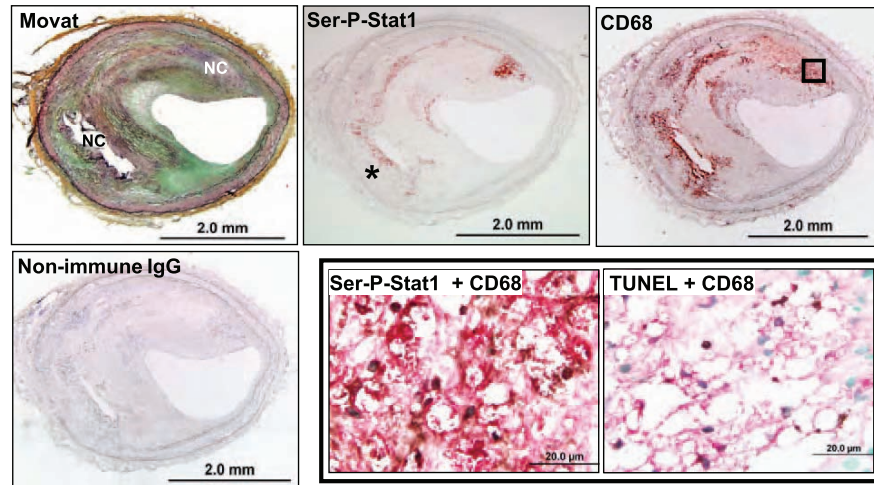 Movat
NC
NC
2.0 mm
Ser-P-Stat1
*
2.0 mm
CD68
2.0 mm
Non-immune IgG
2.0 mm
Ser-P-Stat1 + CD68
20.0 µm
TUNEL + CD68
20.0 µm